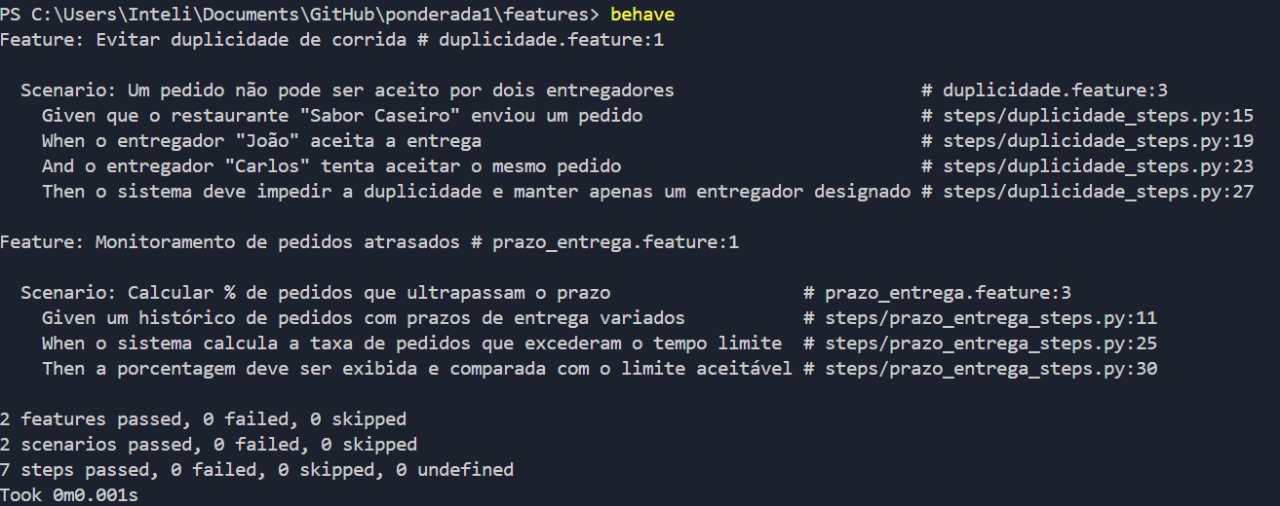 PS C:\Users\Inteli\Documents\GitHub\ponderada1\features> behave
Feature: Evitar duplicidade de corrida # duplicidade.feature:1
Scenario: Um pedido não pode ser aceito por dois entregadores # duplicidade.feature:3
Given que o restaurante "Sabor Caseiro" enviou um pedido # steps/duplicidade_steps.py:15
When o entregador "João" aceita a entrega # steps/duplicidade_steps.py:19
And o entregador "Carlos" tenta aceitar o mesmo pedido # steps/duplicidade_steps.py:23
Then o sistema deve impedir a duplicidade e manter apenas um entregador designado # steps/duplicidade_steps.py:27
Feature: Monitoramento de pedidos atrasados # prazo_entrega.feature:1
Scenario: Calcular % de pedidos que ultrapassam o prazo # prazo_entrega.feature:3
Given um histórico de pedidos com prazos de entrega variados # steps/prazo_entrega_steps.py:11
When o sistema calcula a taxa de pedidos que excederam o tempo limite # steps/prazo_entrega_steps.py:25
Then a porcentagem deve ser exibida e comparada com o limite aceitável # steps/prazo_entrega_steps.py:30
2 features passed, 0 failed, 0 skipped
2 scenarios passed, 0 failed, 0 skipped
7 steps passed, 0 failed, 0 skipped, 0 undefined
Took 0m0.001s